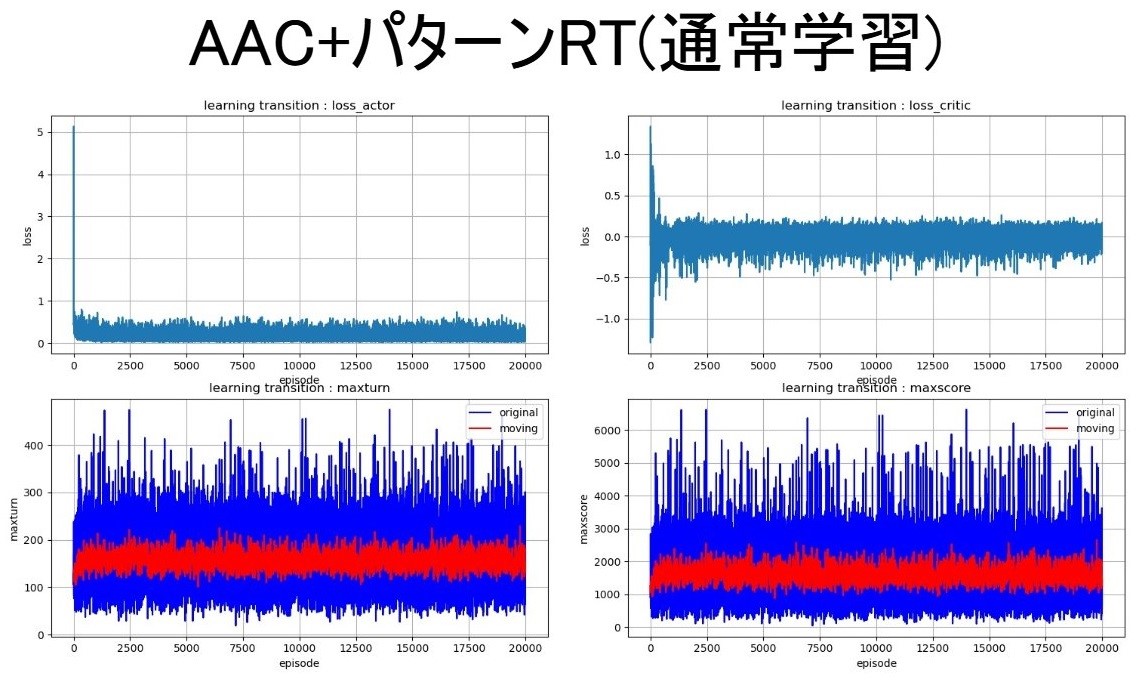 AAC+パターンRT(通常学習)
learning transition : loss_actor
loss
5
4
3
2
1
0
0 2500 5000 7500 10000 12500 15000 17500 20000
episode
learning transition : loss_critic
loss
1.0
0.5
0.0
−0.5
−1.0
0 2500 5000 7500 10000 12500 15000 17500 20000
episode
learning transition : maxturn
original
moving
maxturn
400
300
200
100
0
0 2500 5000 7500 10000 12500 15000 17500 20000
episode
learning transition : maxscore
original
moving
maxscore
6000
5000
4000
3000
2000
1000
0
0 2500 5000 7500 10000 12500 15000 17500 20000
episode